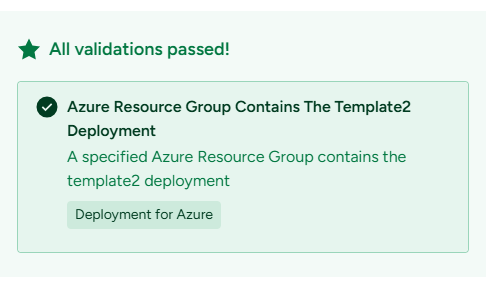 All validations passed!
Azure Resource Group Contains The Template2
Deployment
A specified Azure Resource Group contains the
template2 deployment
Deployment for Azure